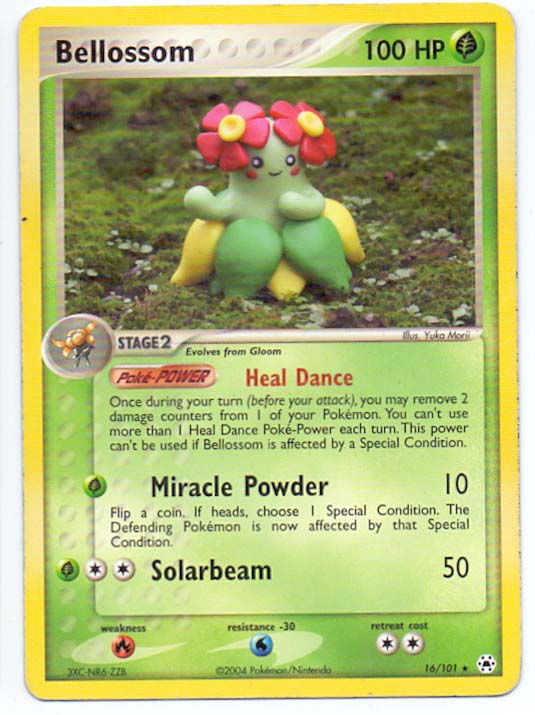 Bellossom 100 HP
Illus. Yuka Morii
STAGE2
Evolves from Gloom
Poké-POWER Heal Dance
Once during your turn (before your attack), you may remove 2
damage counters from 1 of your Pokémon. You can't use
more than 1 Heal Dance Poké-Power each turn. This power
can't be used if Bellossom is affected by a Special Condition.
Miracle Powder 10
Flip a coin. If heads, choose 1 Special Condition. The
Defending Pokémon is now affected by that Special
Condition.
Solarbeam 50
weakness resistance -30 retreat cost
3XC-NR6-ZZB ©2004 Pokémon/Nintendo 16/101 ★